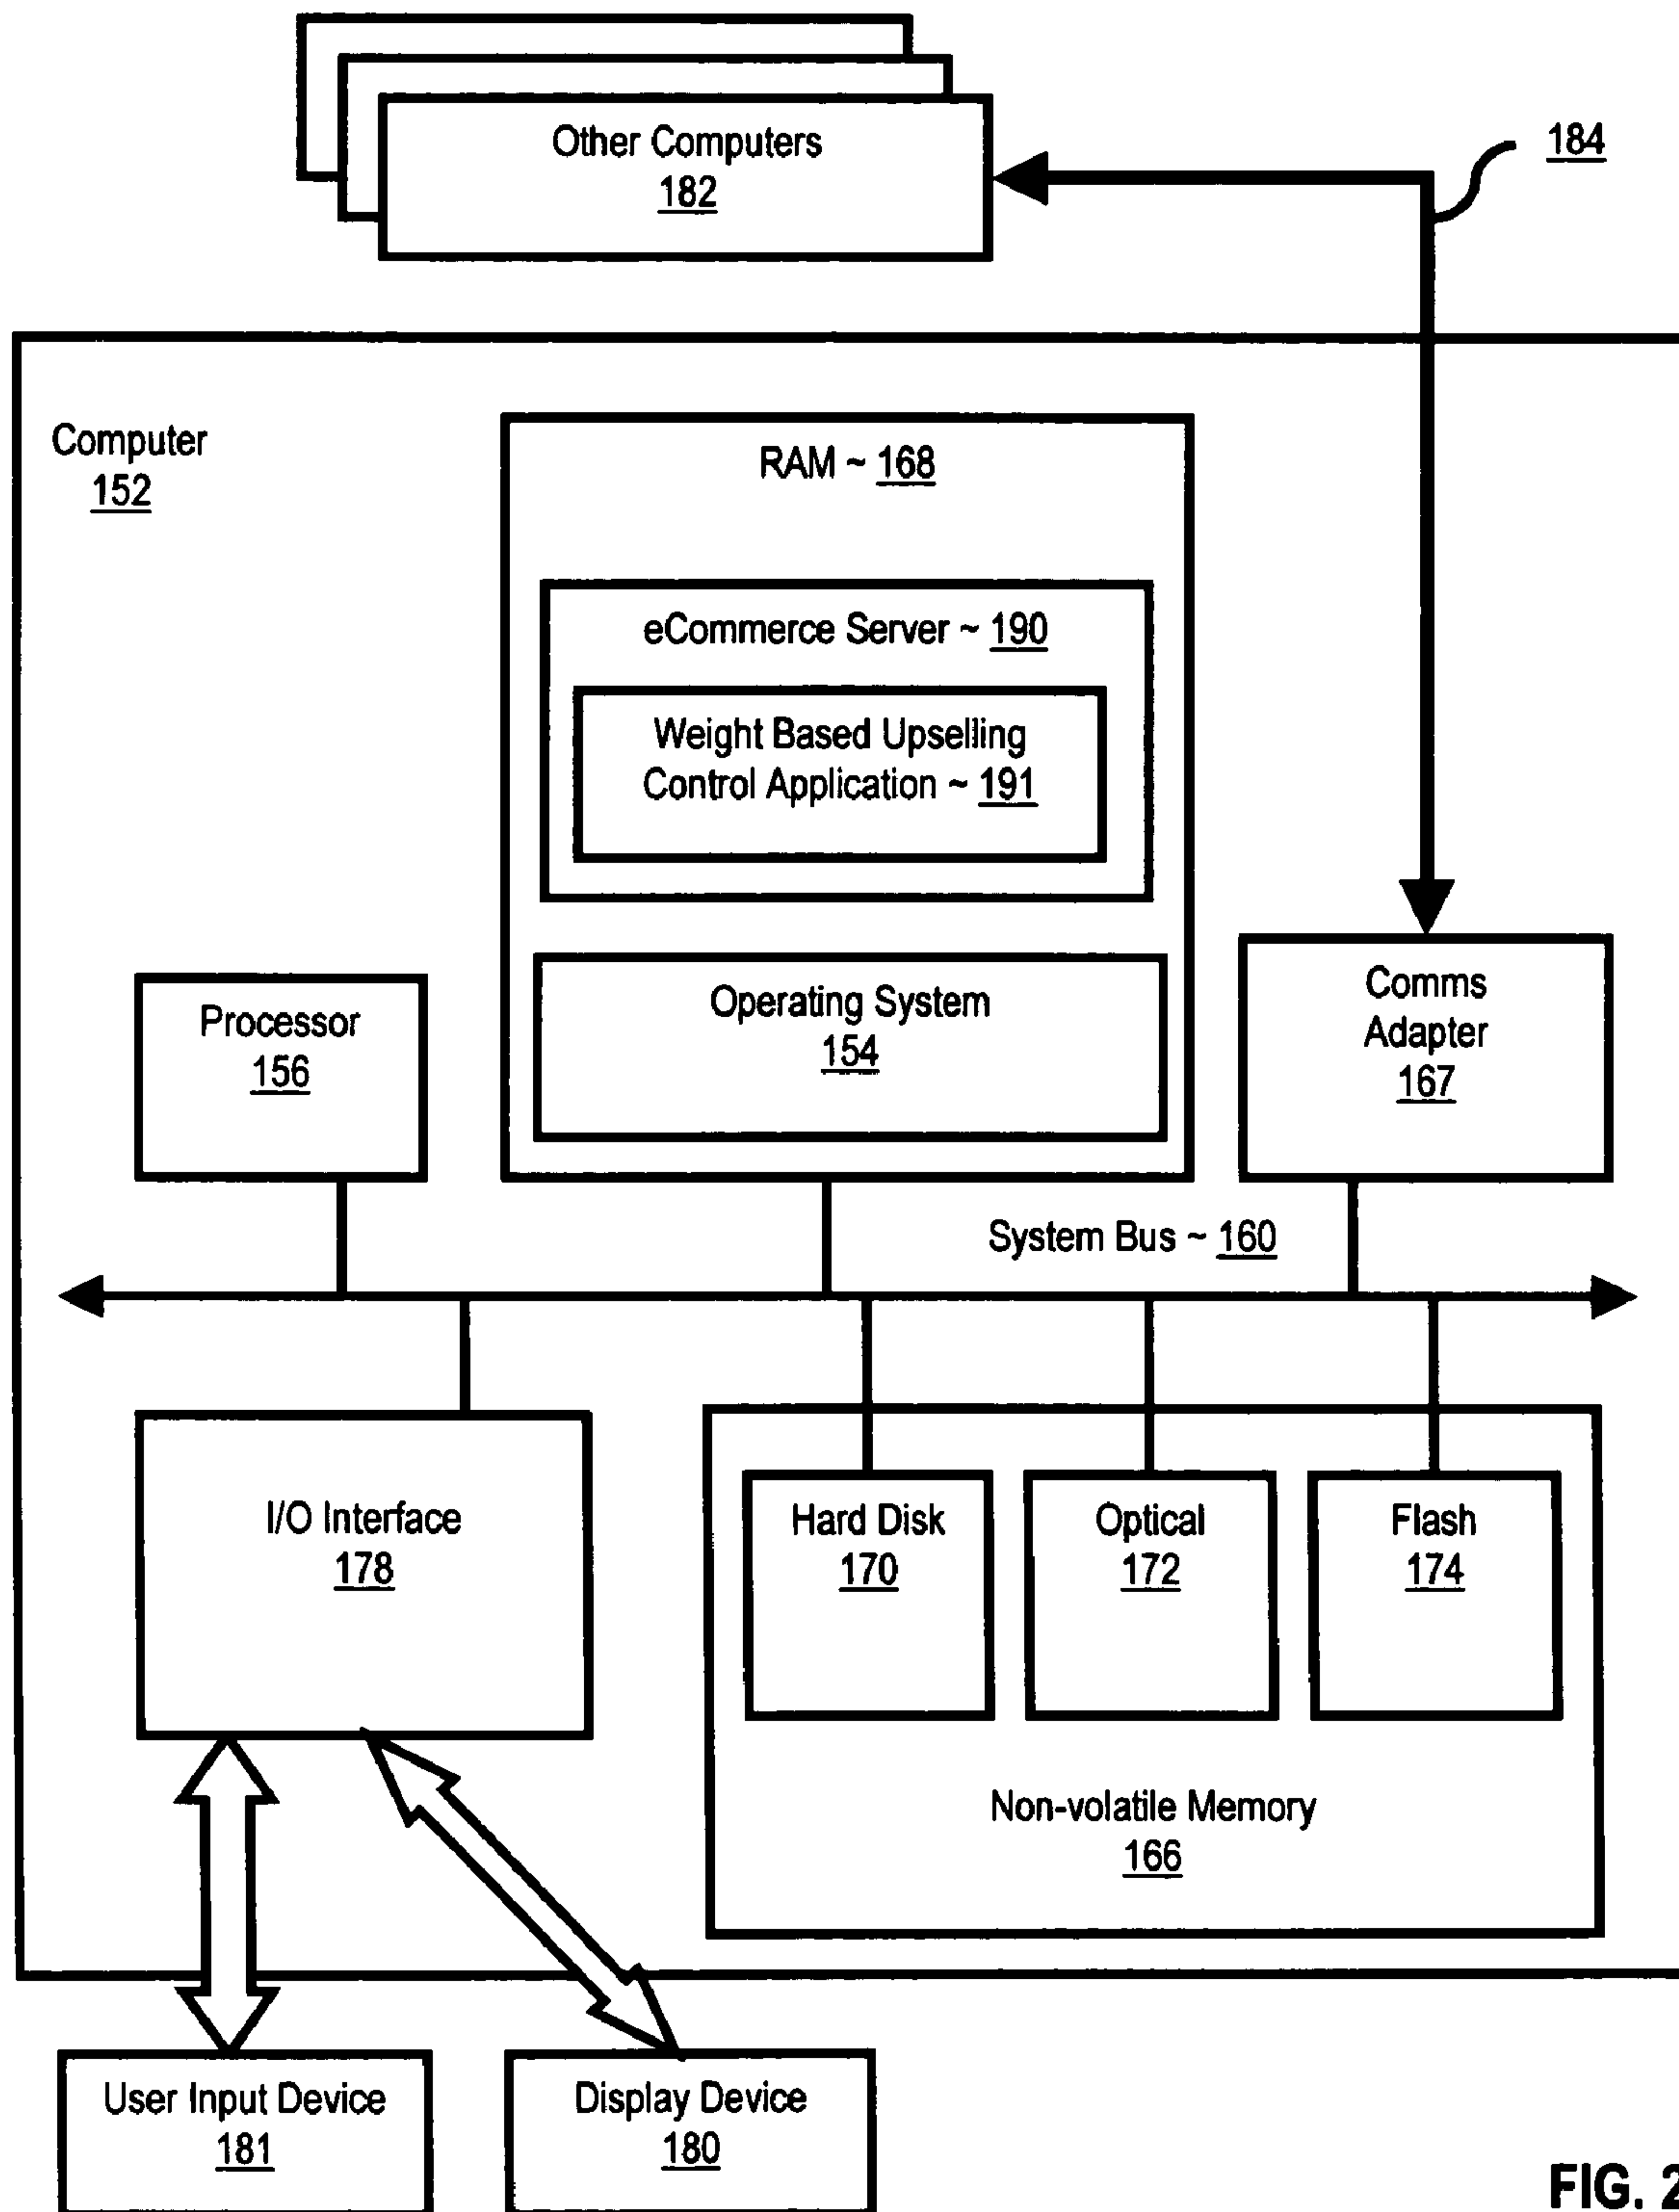 Other Computers
182
184
Computer
152
RAM ~ 168
eCommerce Server ~ 190
Weight Based Upselling
Control Application ~ 191
Operating System
154
Processor
156
Comms
Adapter
167
System Bus ~ 160
I/O Interface
178
Hard Disk
170
Optical
172
Flash
174
Non-volatile Memory
166
User Input Device
181
Display Device
180
FIG. 2